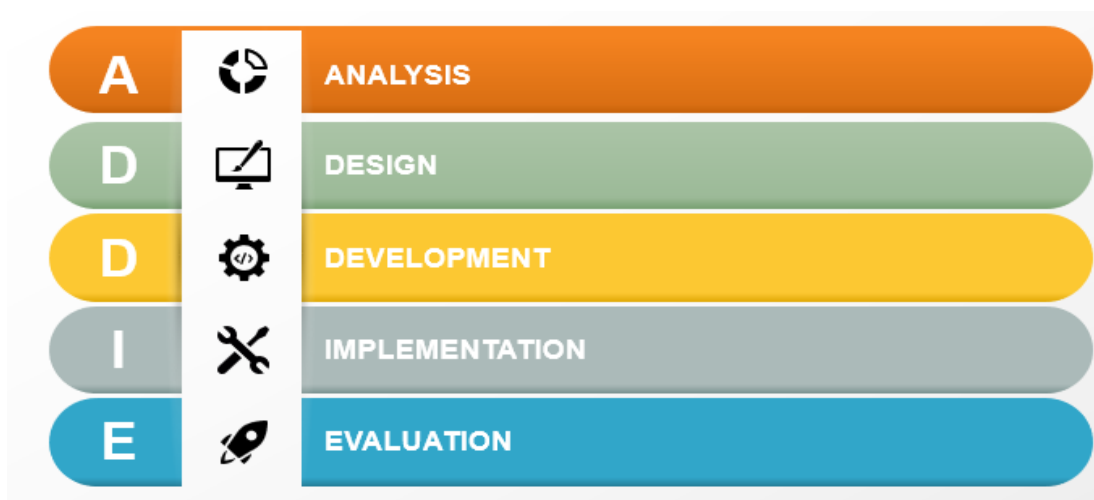 A ANALYSIS
D DESIGN
D </> DEVELOPMENT
I IMPLEMENTATION
E EVALUATION